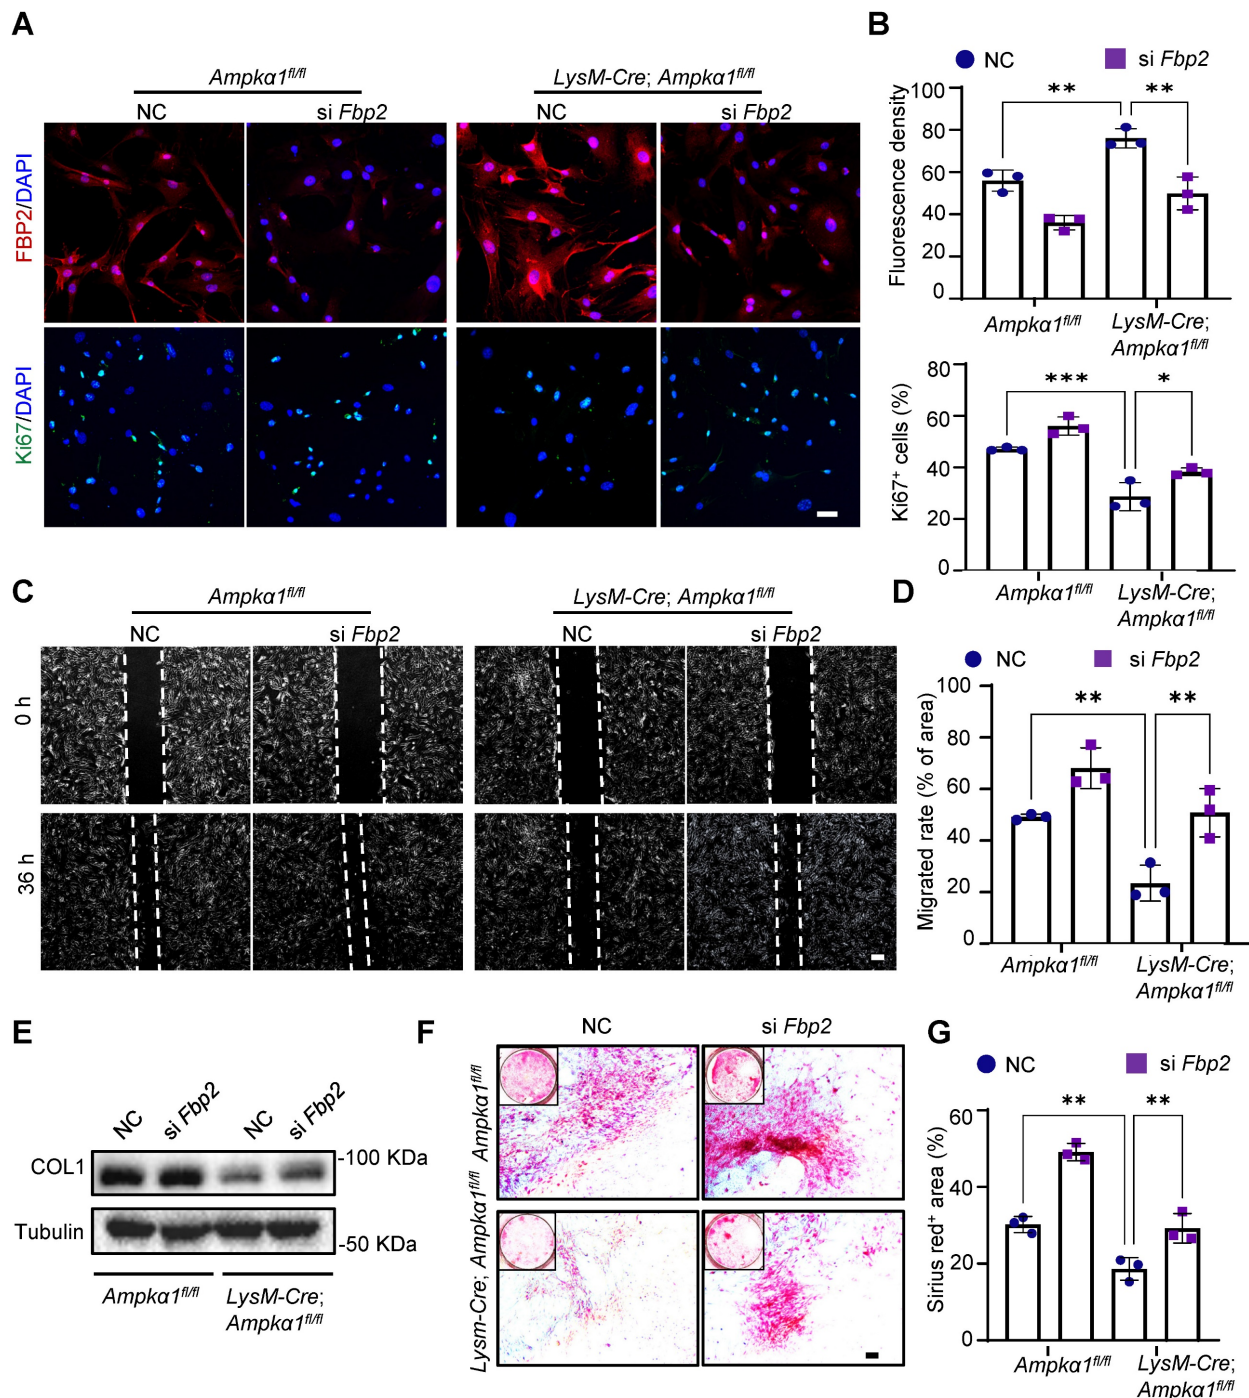 A
Ampkα1fl/fl
LysM-Cre; Ampkα1fl/fl
NC
si Fbp2
NC
si Fbp2
FBP2/DAPI
Ki67/DAPI
B
NC
si Fbp2
Fluorescence density
100
80
60
40
20
0
**
**
Ampkα1fl/fl
LysM-Cre;
Ampkα1fl/fl
Ki67+ cells (%)
80
60
40
20
0
***
*
Ampkα1fl/fl
LysM-Cre;
Ampkα1fl/fl
C
Ampkα1fl/fl
LysM-Cre; Ampkα1fl/fl
NC
si Fbp2
NC
si Fbp2
0 h
36 h
D
NC
si Fbp2
Migrated rate (% of area)
100
80
60
40
20
0
**
**
Ampkα1fl/fl
LysM-Cre;
Ampkα1fl/fl
E
NC
si Fbp2
NC
si Fbp2
COL1
-100 KDa
Tubulin
-50 KDa
Ampkα1fl/fl
LysM-Cre;
Ampkα1fl/fl
F
NC
si Fbp2
Ampkα1fl/fl
Lysm-Cre; Ampkα1fl/fl
G
NC
si Fbp2
Sirius red+ area (%)
60
40
20
0
**
**
Ampkα1fl/fl
LysM-Cre;
Ampkα1fl/fl